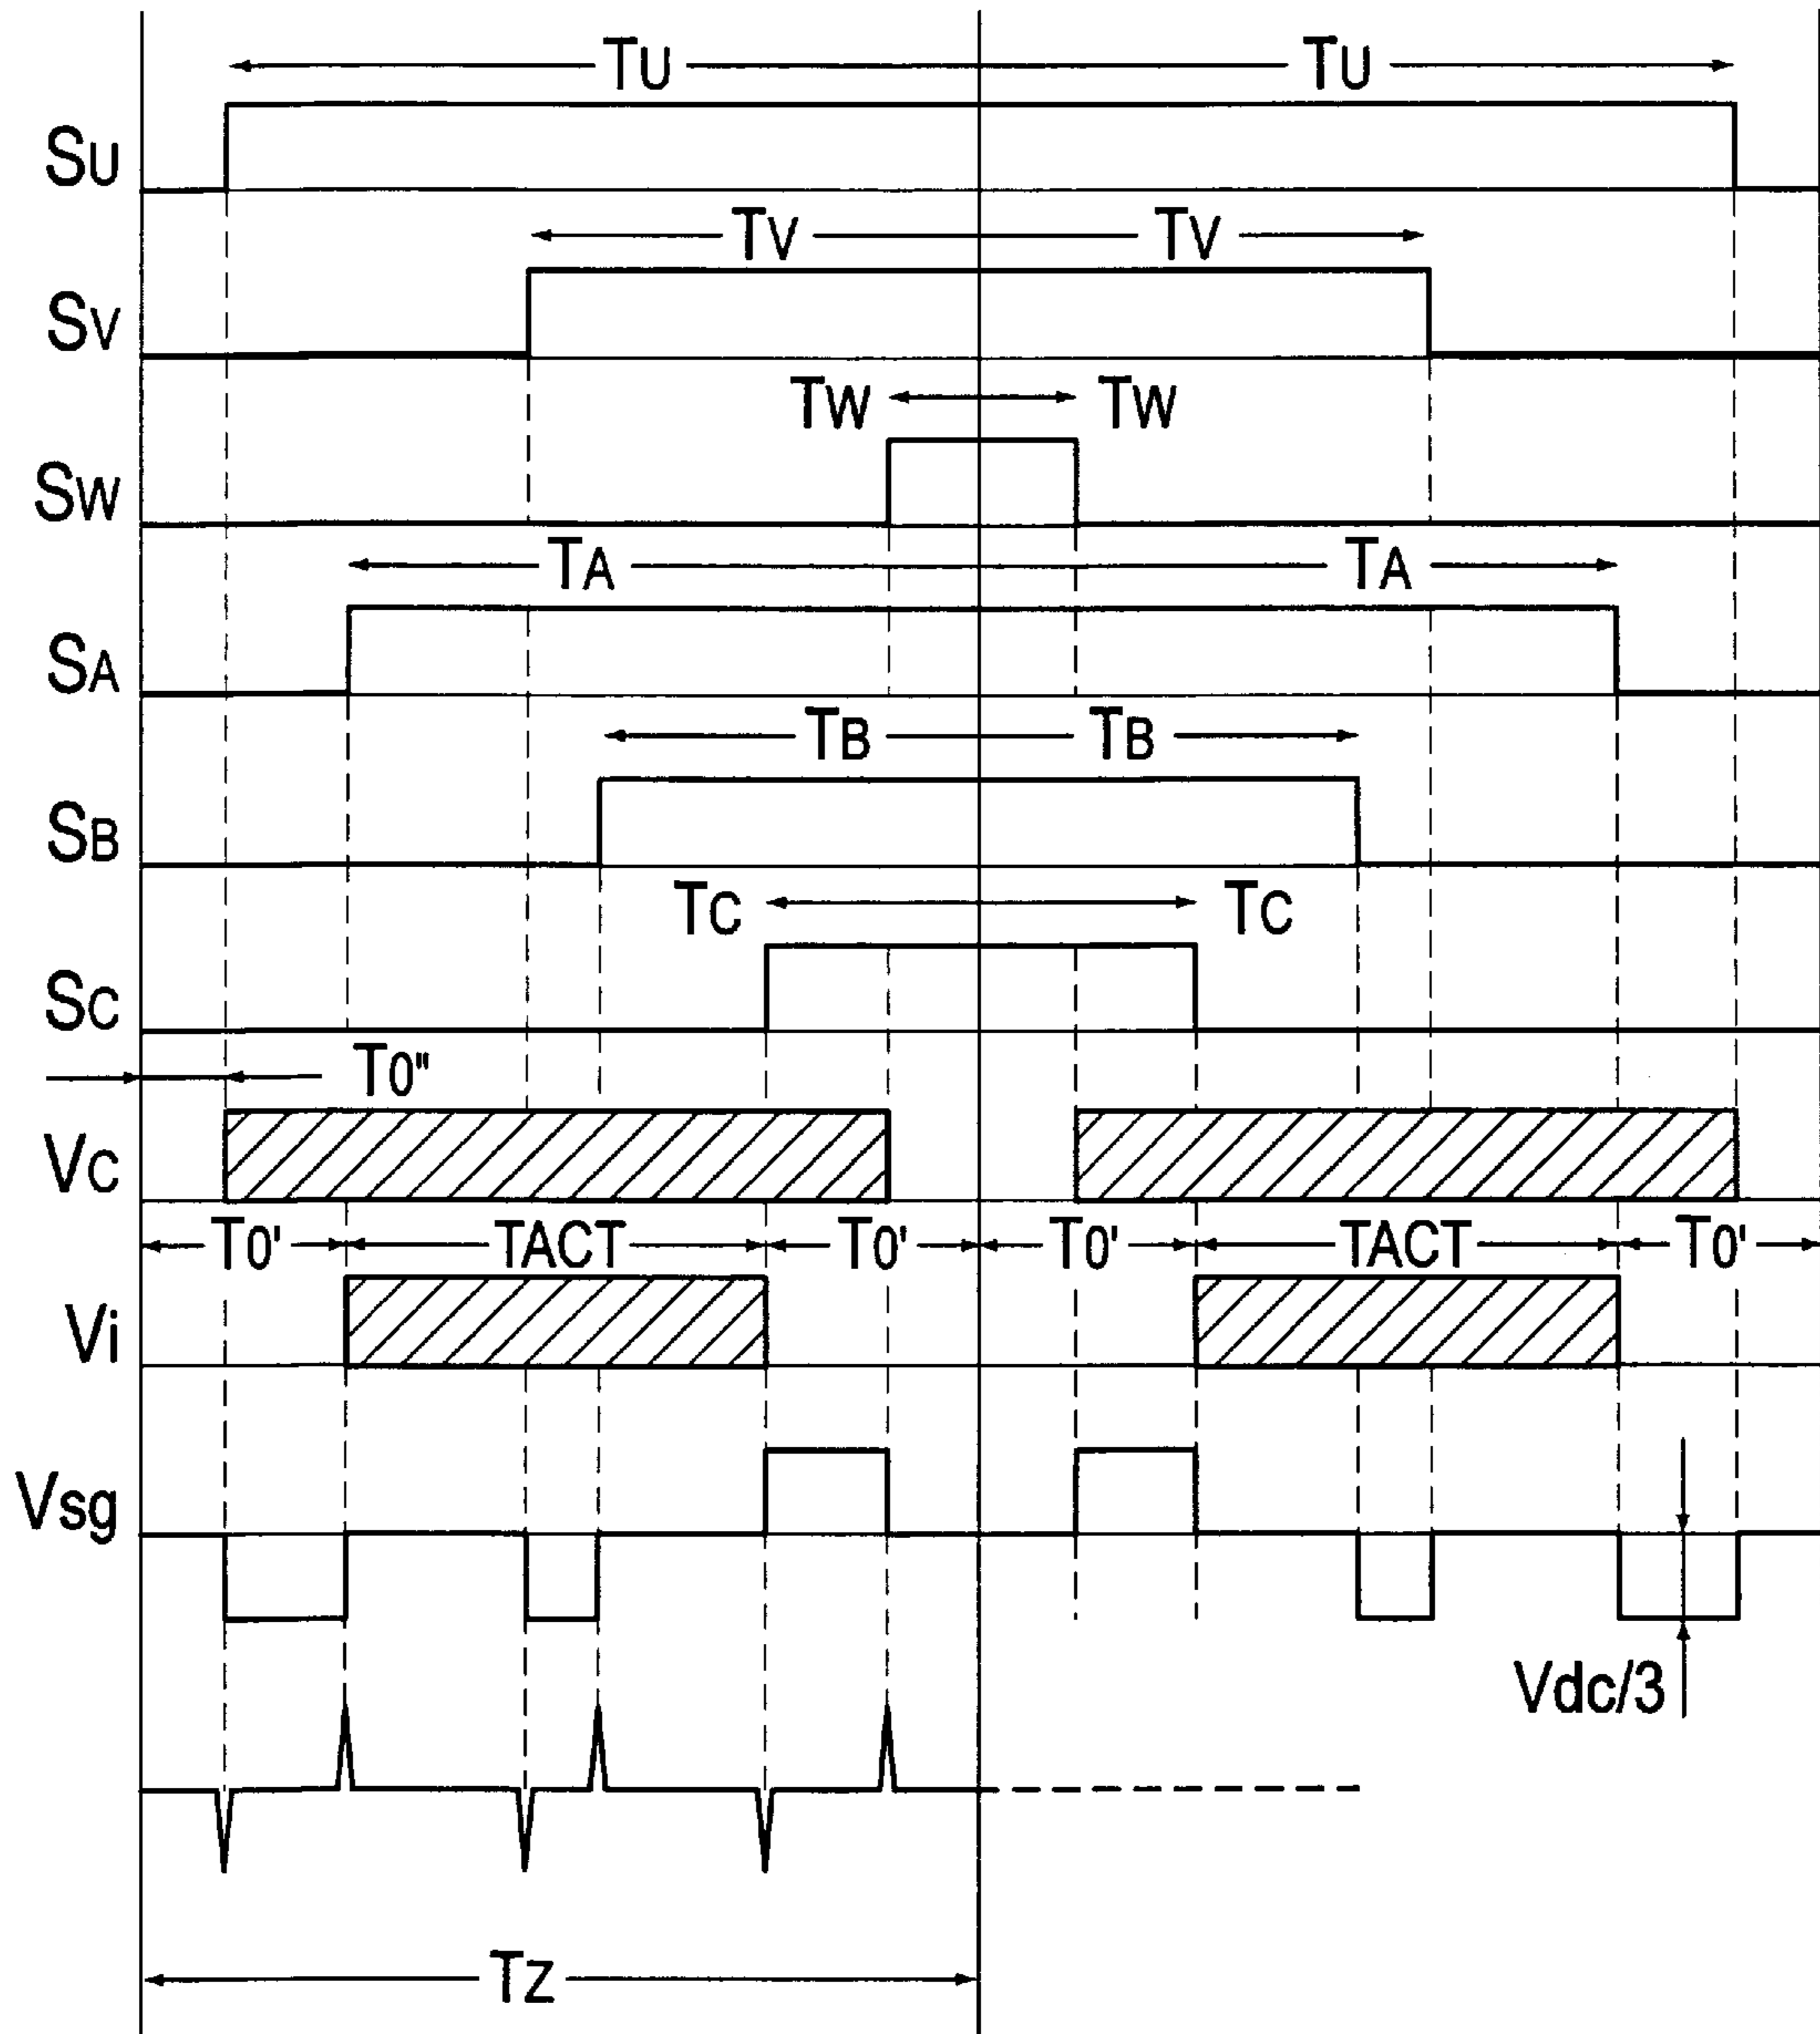 TU TU
SU
TV TV
SV
TW TW
SW
TA TA
SA
TB TB
SB
TC TC
SC
T0"
VC
T0' TACT T0' T0' TACT T0'
Vi
Vsg
Vdc/3
TZ